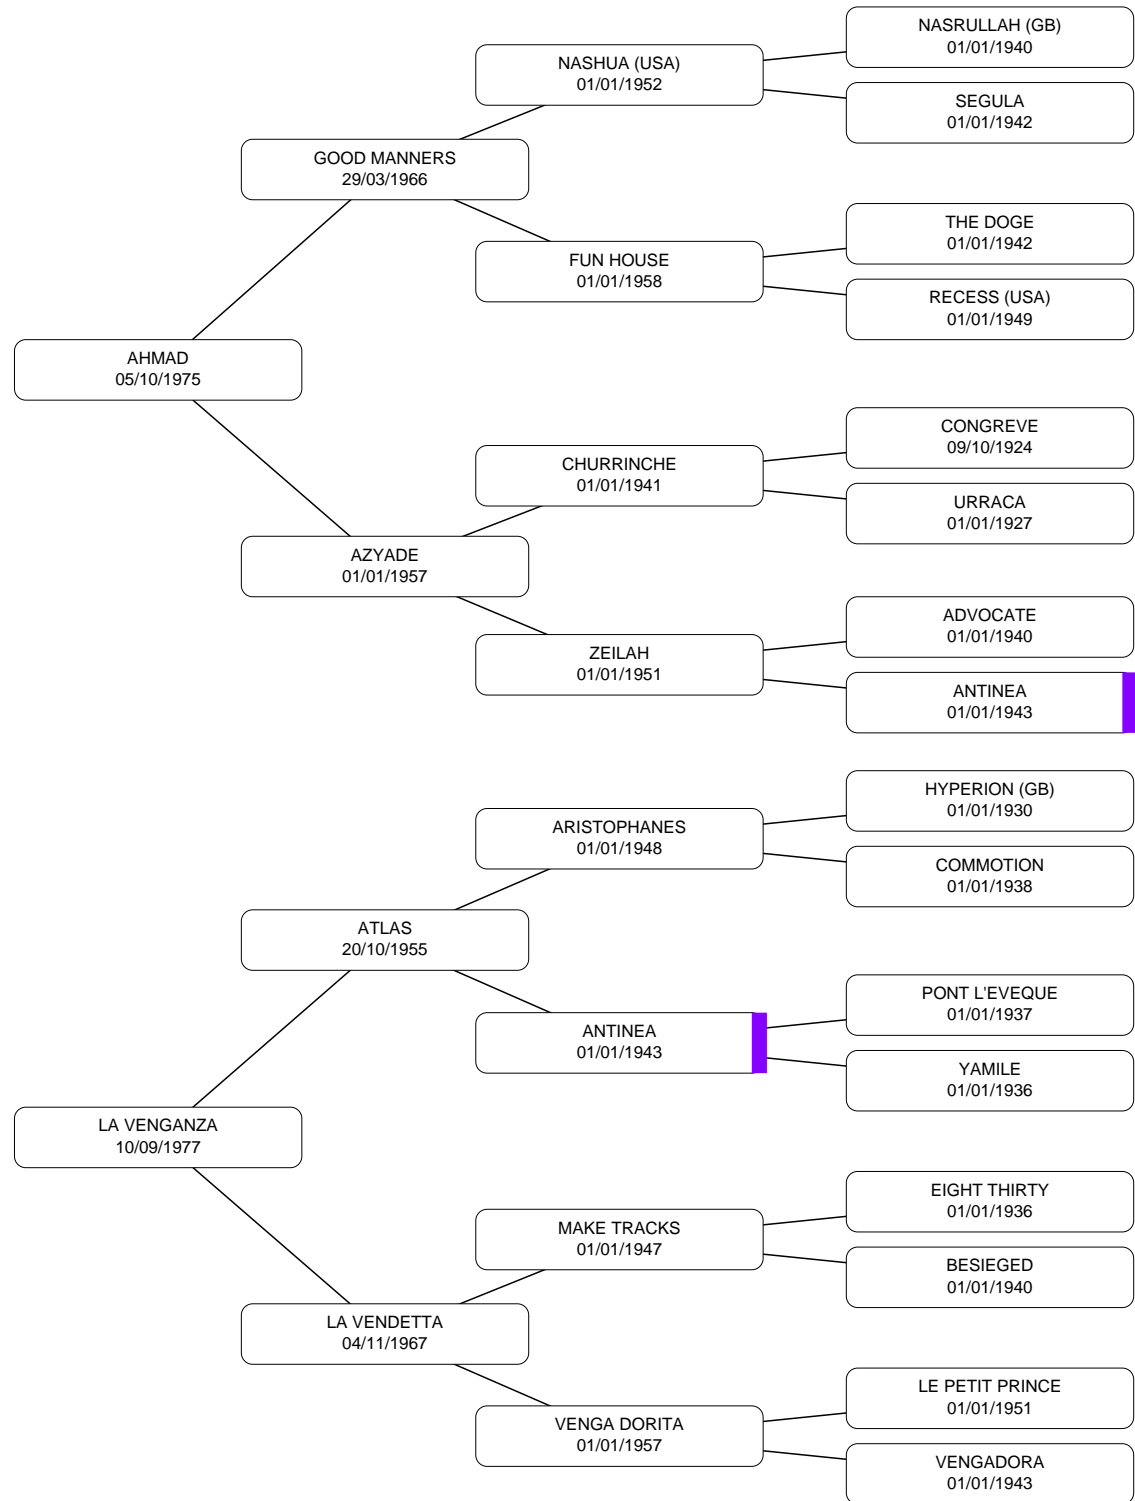 NASRULLAH (GB)
01/01/1940
NASHUA (USA)
01/01/1952
SEGULA
01/01/1942
GOOD MANNERS
29/03/1966
THE DOGE
01/01/1942
FUN HOUSE
01/01/1958
RECESS (USA)
01/01/1949
AHMAD
05/10/1975
CONGREVE
09/10/1924
CHURRINCHE
01/01/1941
URRACA
01/01/1927
AZYADE
01/01/1957
ADVOCATE
01/01/1940
ZEILAH
01/01/1951
ANTINEA
01/01/1943
HYPERION (GB)
01/01/1930
ARISTOPHANES
01/01/1948
COMMOTION
01/01/1938
ATLAS
20/10/1955
PONT L'EVEQUE
01/01/1937
ANTINEA
01/01/1943
YAMILE
01/01/1936
LA VENGANZA
10/09/1977
EIGHT THIRTY
01/01/1936
MAKE TRACKS
01/01/1947
BESIEGED
01/01/1940
LA VENDETTA
04/11/1967
LE PETIT PRINCE
01/01/1951
VENGA DORITA
01/01/1957
VENGADORA
01/01/1943